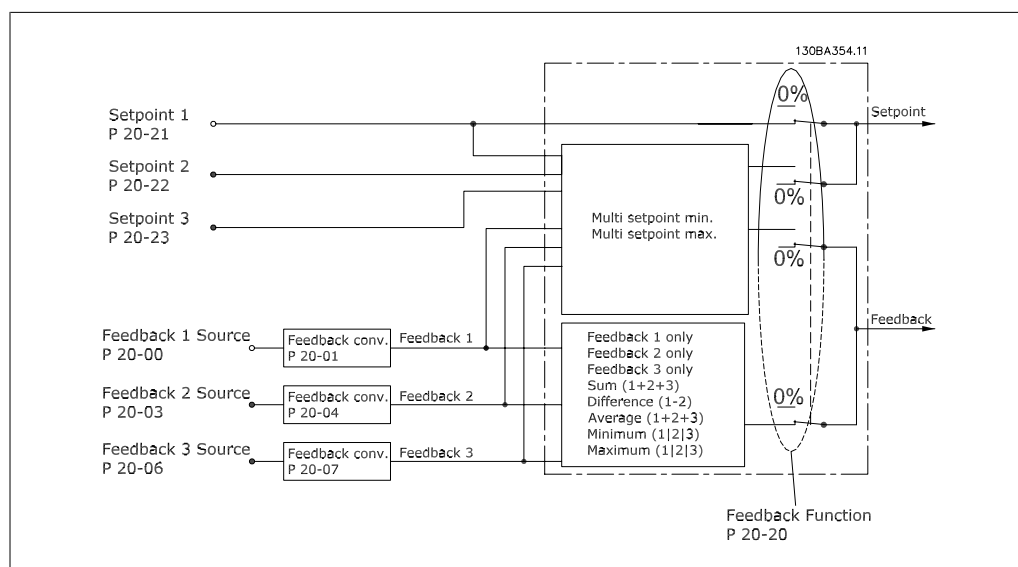 130BA354.11
0%
Setpoint 1
P 20-21
Setpoint
Setpoint 2
P 20-22
0%
Setpoint 3
P 20-23
Multi setpoint min.
Multi setpoint max.
0%
Feedback 1 Source
P 20-00
Feedback conv.
P 20-01
Feedback 1
Feedback 2 Source
P 20-03
Feedback conv.
P 20-04
Feedback 2
Feedback 3 Source
P 20-06
Feedback conv.
P 20-07
Feedback 3
Feedback 1 only
Feedback 2 only
Feedback 3 only
Sum (1+2+3)
Difference (1-2)
Average (1+2+3)
Minimum (1|2|3)
Maximum (1|2|3)
0%
Feedback
Feedback Function
P 20-20